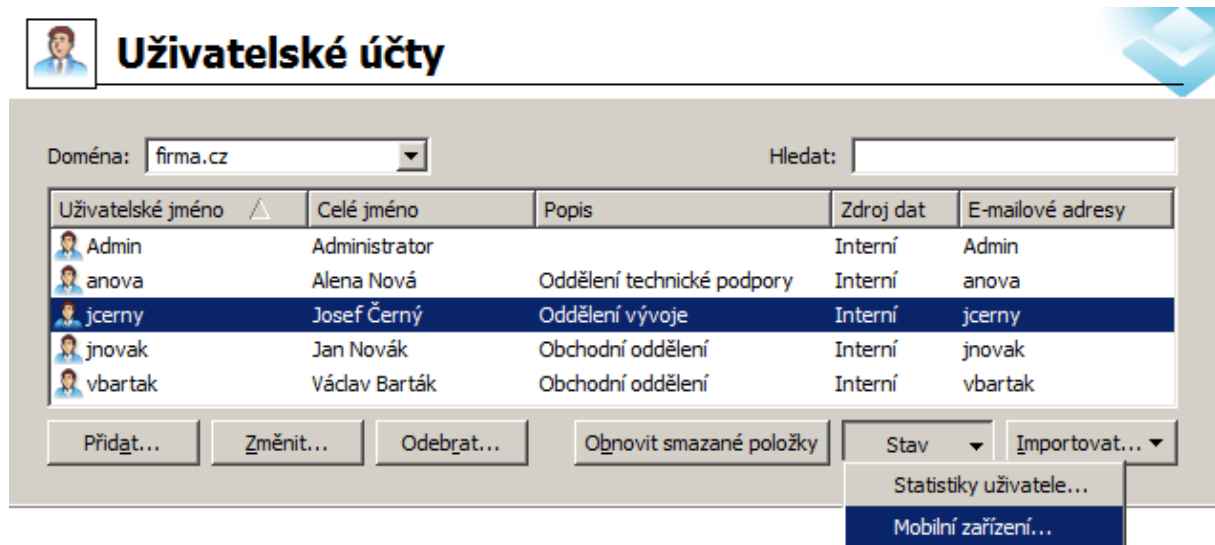 Uživatelské účty
Doména: firma.cz Hledat:
Uživatelské jméno Celé jméno Popis Zdroj dat E-mailové adresy
Admin Administrator Interní Admin
anova Alena Nová Oddělení technické podpory Interní anova
jcerny Josef Černý Oddělení vývoje Interní jcerny
jnovak Jan Novák Obchodní oddělení Interní jnovak
vbartak Václav Barták Obchodní oddělení Interní vbartak
Přidat... Změnit... Odebrat... Obnovit smazané položky Stav Importovat...
Statistiky uživatele...
Mobilní zařízení...